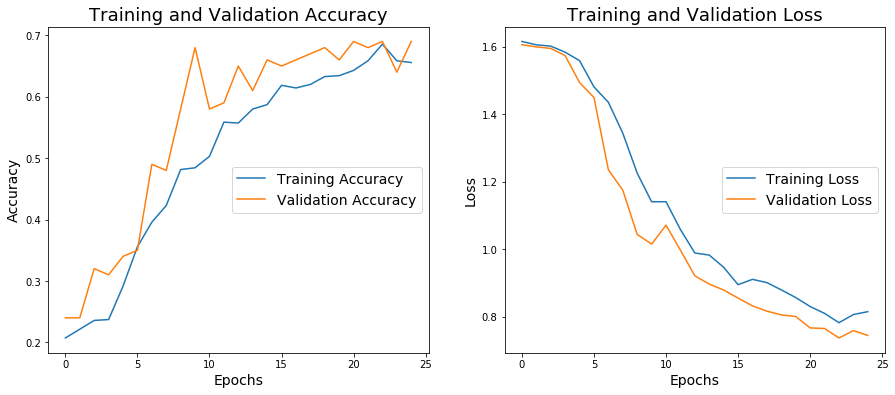 Training and Validation Accuracy
0.7
0.6
0.5
0.4
0.3
0.2
Accuracy
Training Accuracy
Validation Accuracy
0
5
10
15
20
25
Epochs
Training and Validation Loss
1.6
1.4
1.2
1.0
0.8
Loss
Training Loss
Validation Loss
0
5
10
15
20
25
Epochs